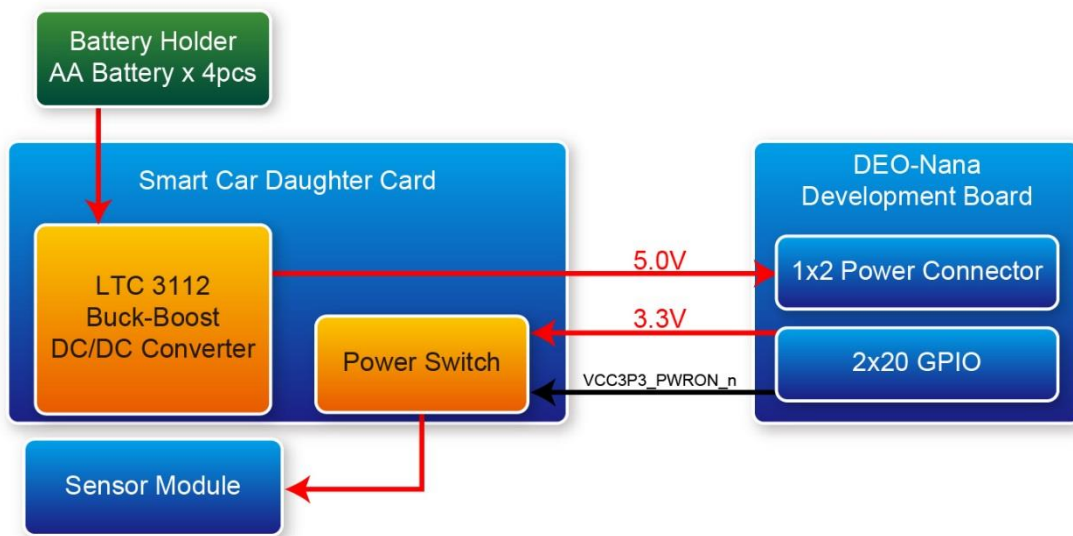 Battery Holder
AA Battery x 4pcs
Smart Car Daughter Card
DEO-Nana
Development Board
LTC 3112
Buck-Boost
DC/DC Converter
5.0V
1x2 Power Connector
3.3V
Power Switch
VCC3P3_PWRON_n
2x20 GPIO
Sensor Module